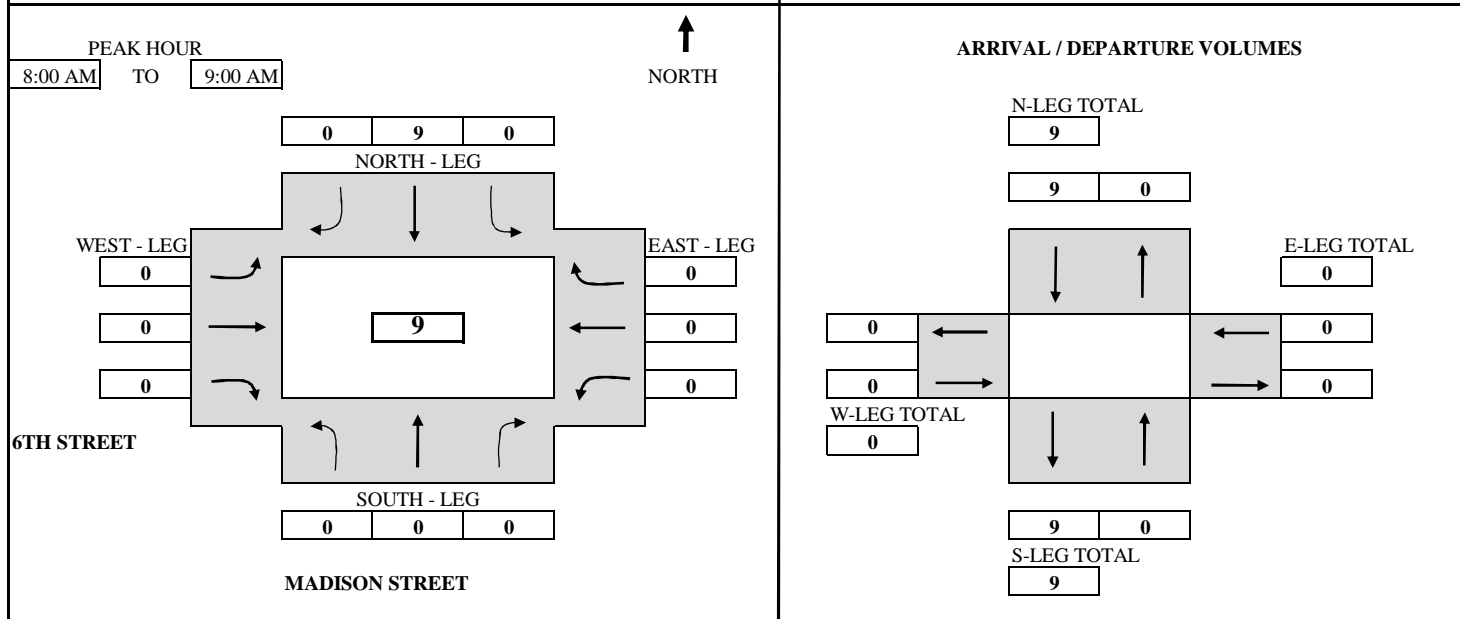 PEAK HOUR
8:00 AM TO 9:00 AM
NORTH
0 9 0
NORTH - LEG
WEST - LEG
EAST - LEG
0 0
0 9 0
0 0
6TH STREET
SOUTH - LEG
0 0 0
MADISON STREET
ARRIVAL / DEPARTURE VOLUMES
N-LEG TOTAL
9
9 0
E-LEG TOTAL
0
0 0
0 0
W-LEG TOTAL
0
9 0
S-LEG TOTAL
9